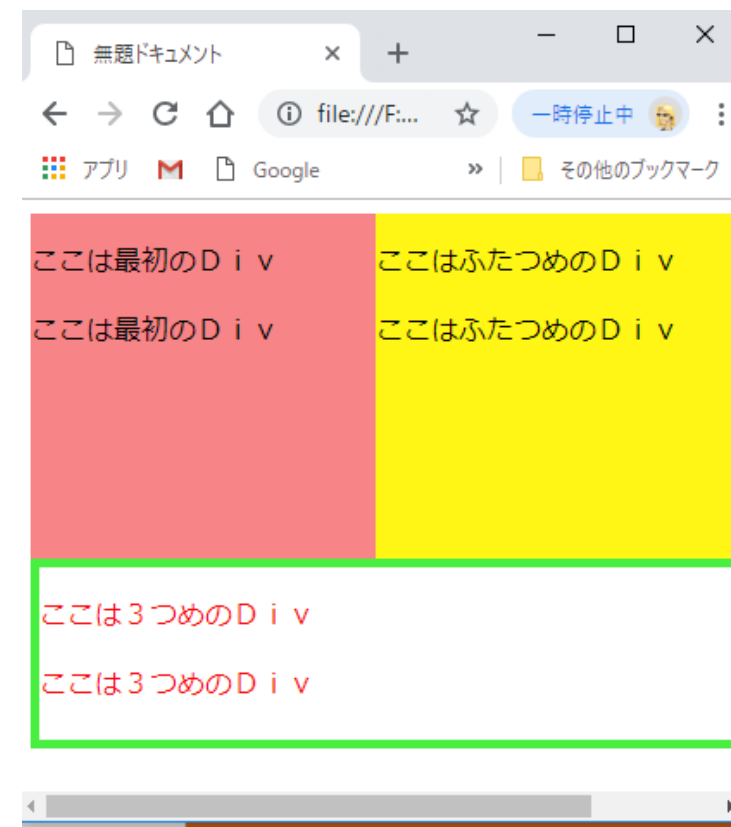 無題ドキュメント
file:///F:...
一時停止中
アプリ
Google
»
その他のブックマーク
ここは最初のＤｉｖ
ここはふたつめのＤｉｖ
ここは最初のＤｉｖ
ここはふたつめのＤｉｖ
ここは３つめのＤｉｖ
ここは３つめのＤｉｖ